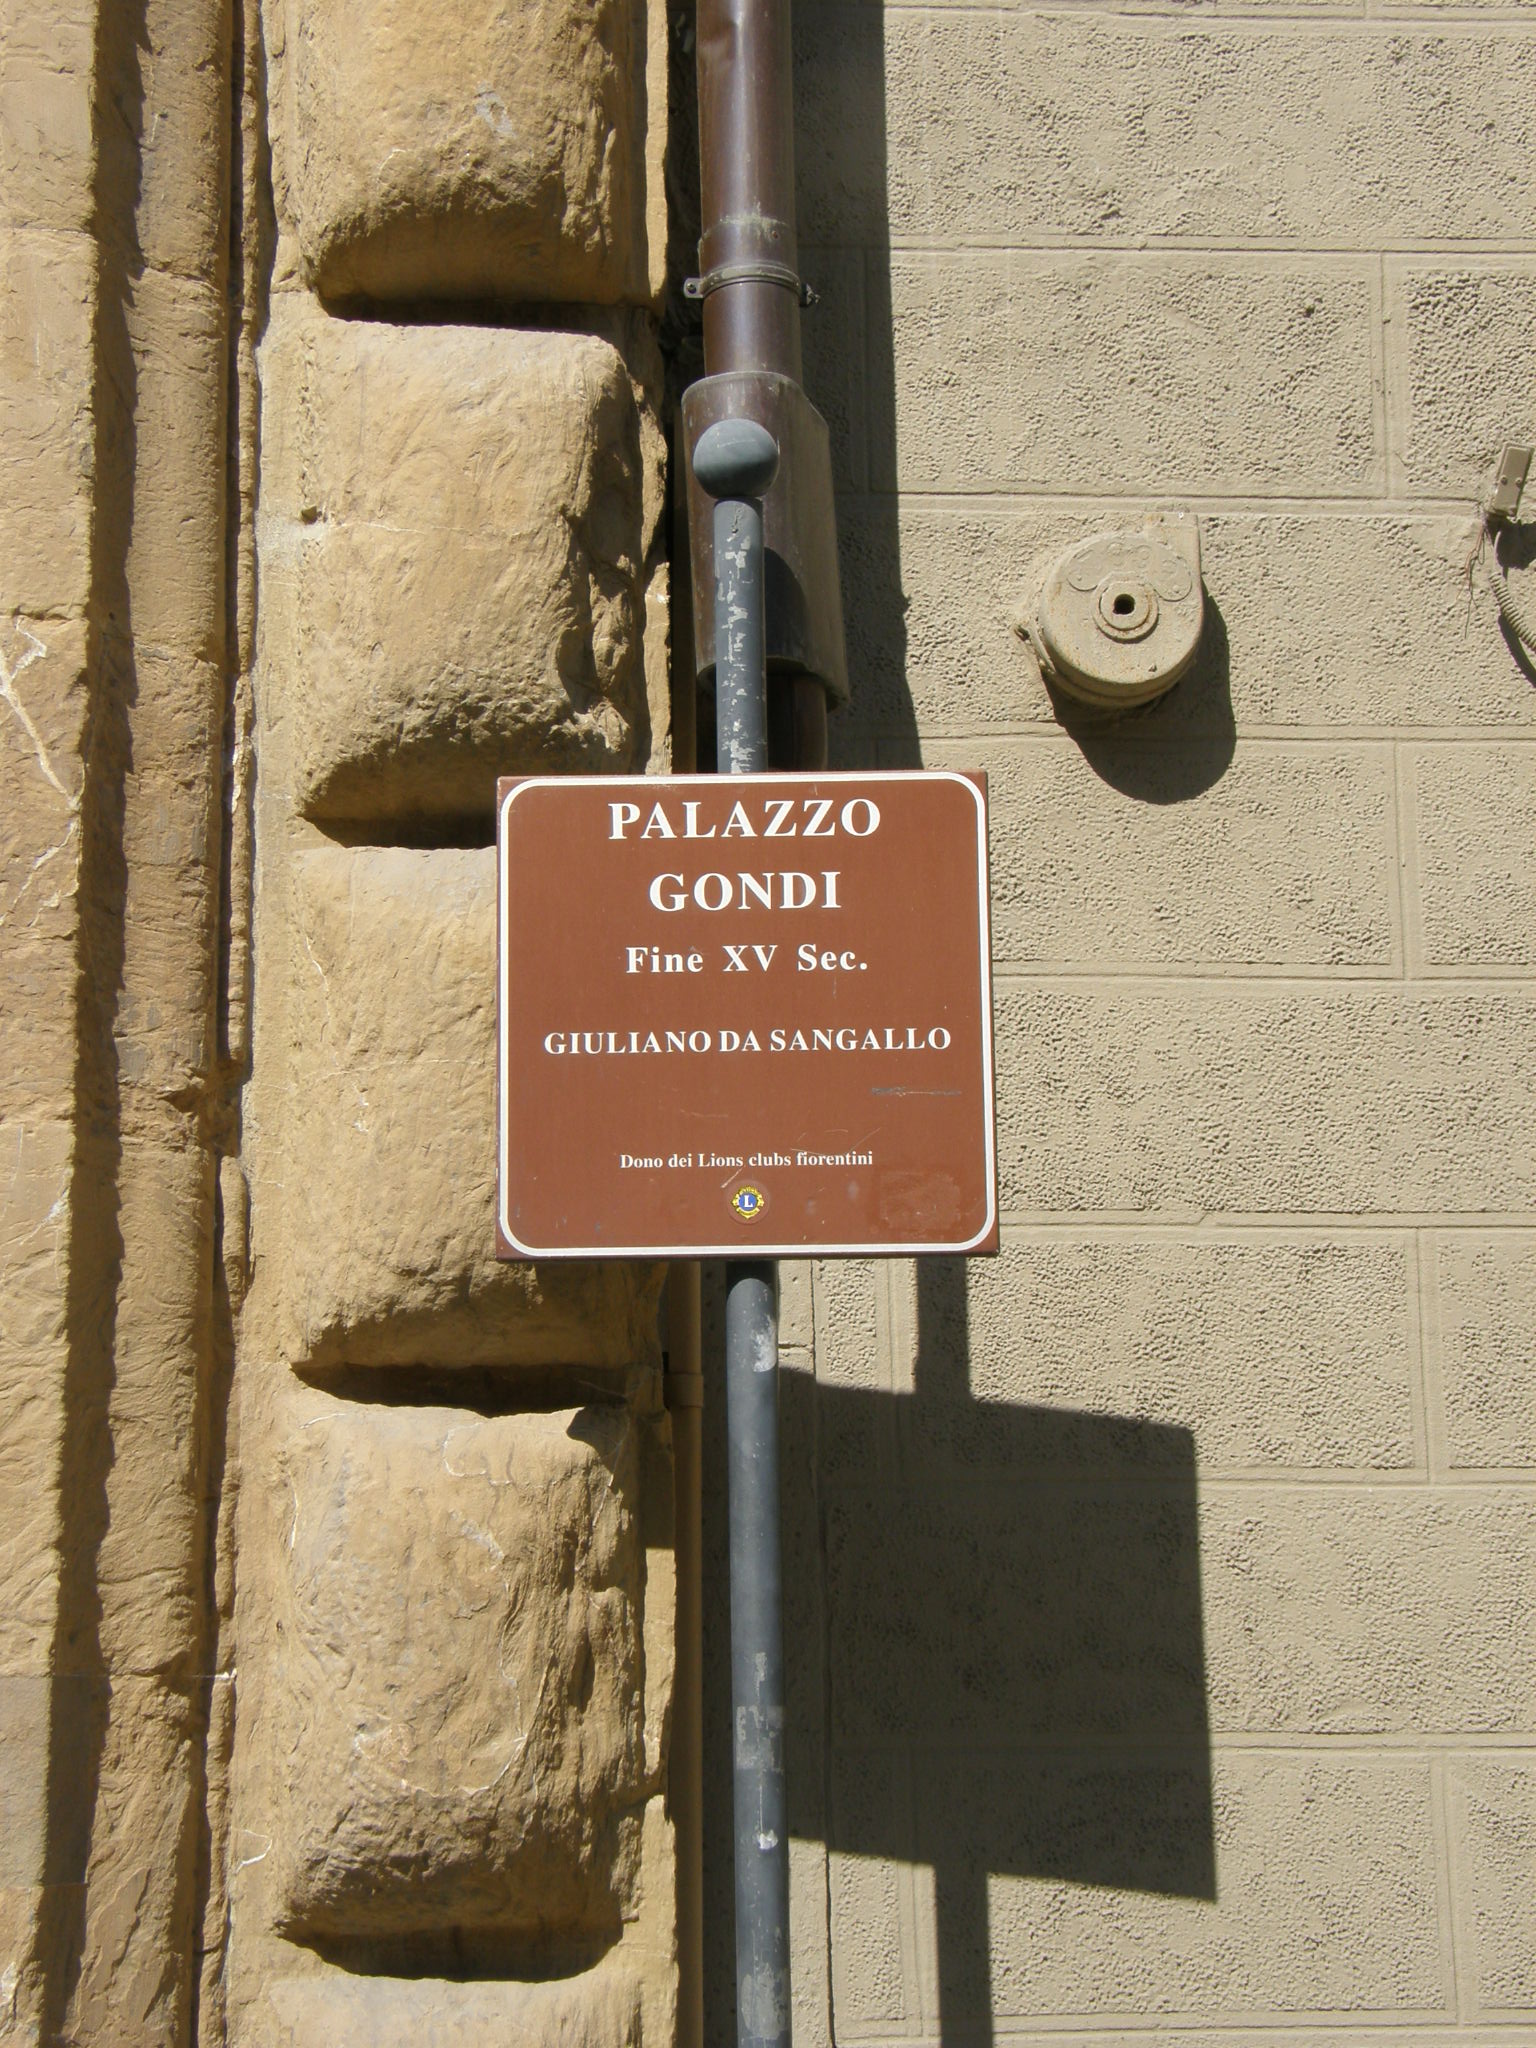 PALAZZO
GONDI
Fine XV Sec.
GIULIANO DA SANGALLO
Dono dei Lions clubs fiorentini
L